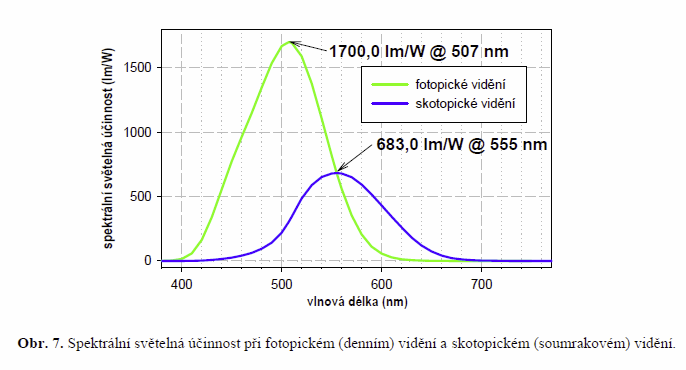 1700,0 lm/W @ 507 nm
fotopické vidění
skotopické vidění
683,0 lm/W @ 555 nm
spektrální světelná účinnost (lm/W)
1500
1000
500
0
400
500
600
700
vlnová délka (nm)
Obr. 7. Spektrální světelná účinnost při fotopickém (denním) vidění a skotopickém (soumrakovém) vidění.